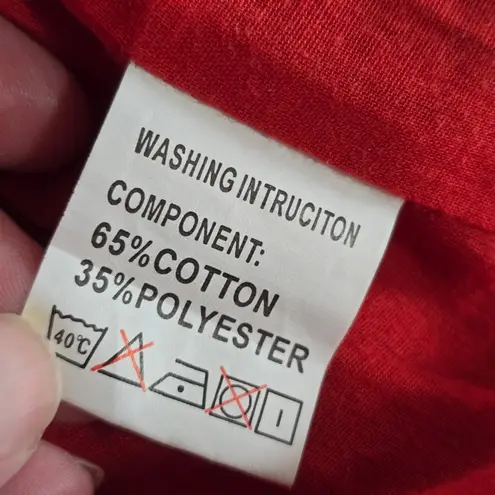 WASHING INTRUCITON
COMPONENT:
65%COTTON
35%POLYESTER
40℃